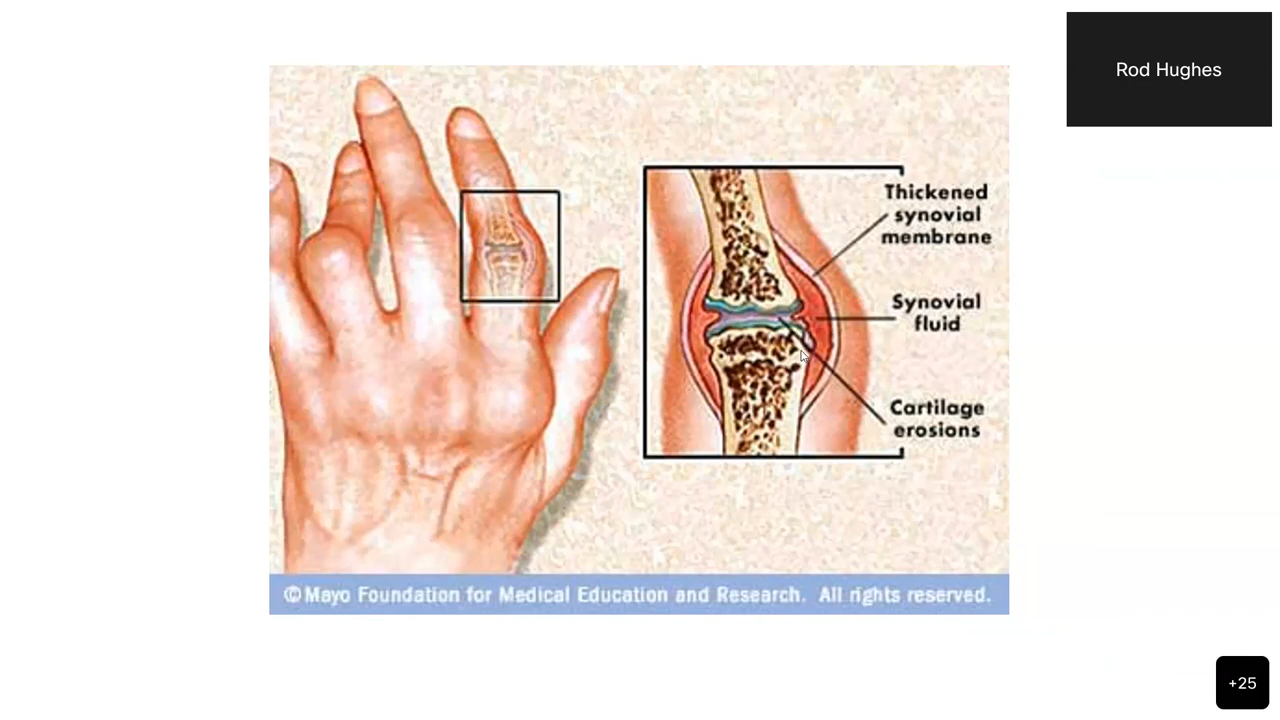 Rod Hughes
Thickened
synovial
membrane
Synovial
fluid
Cartilage
erosions
©Mayo Foundation for Medical Education and Research. All rights reserved.
+25